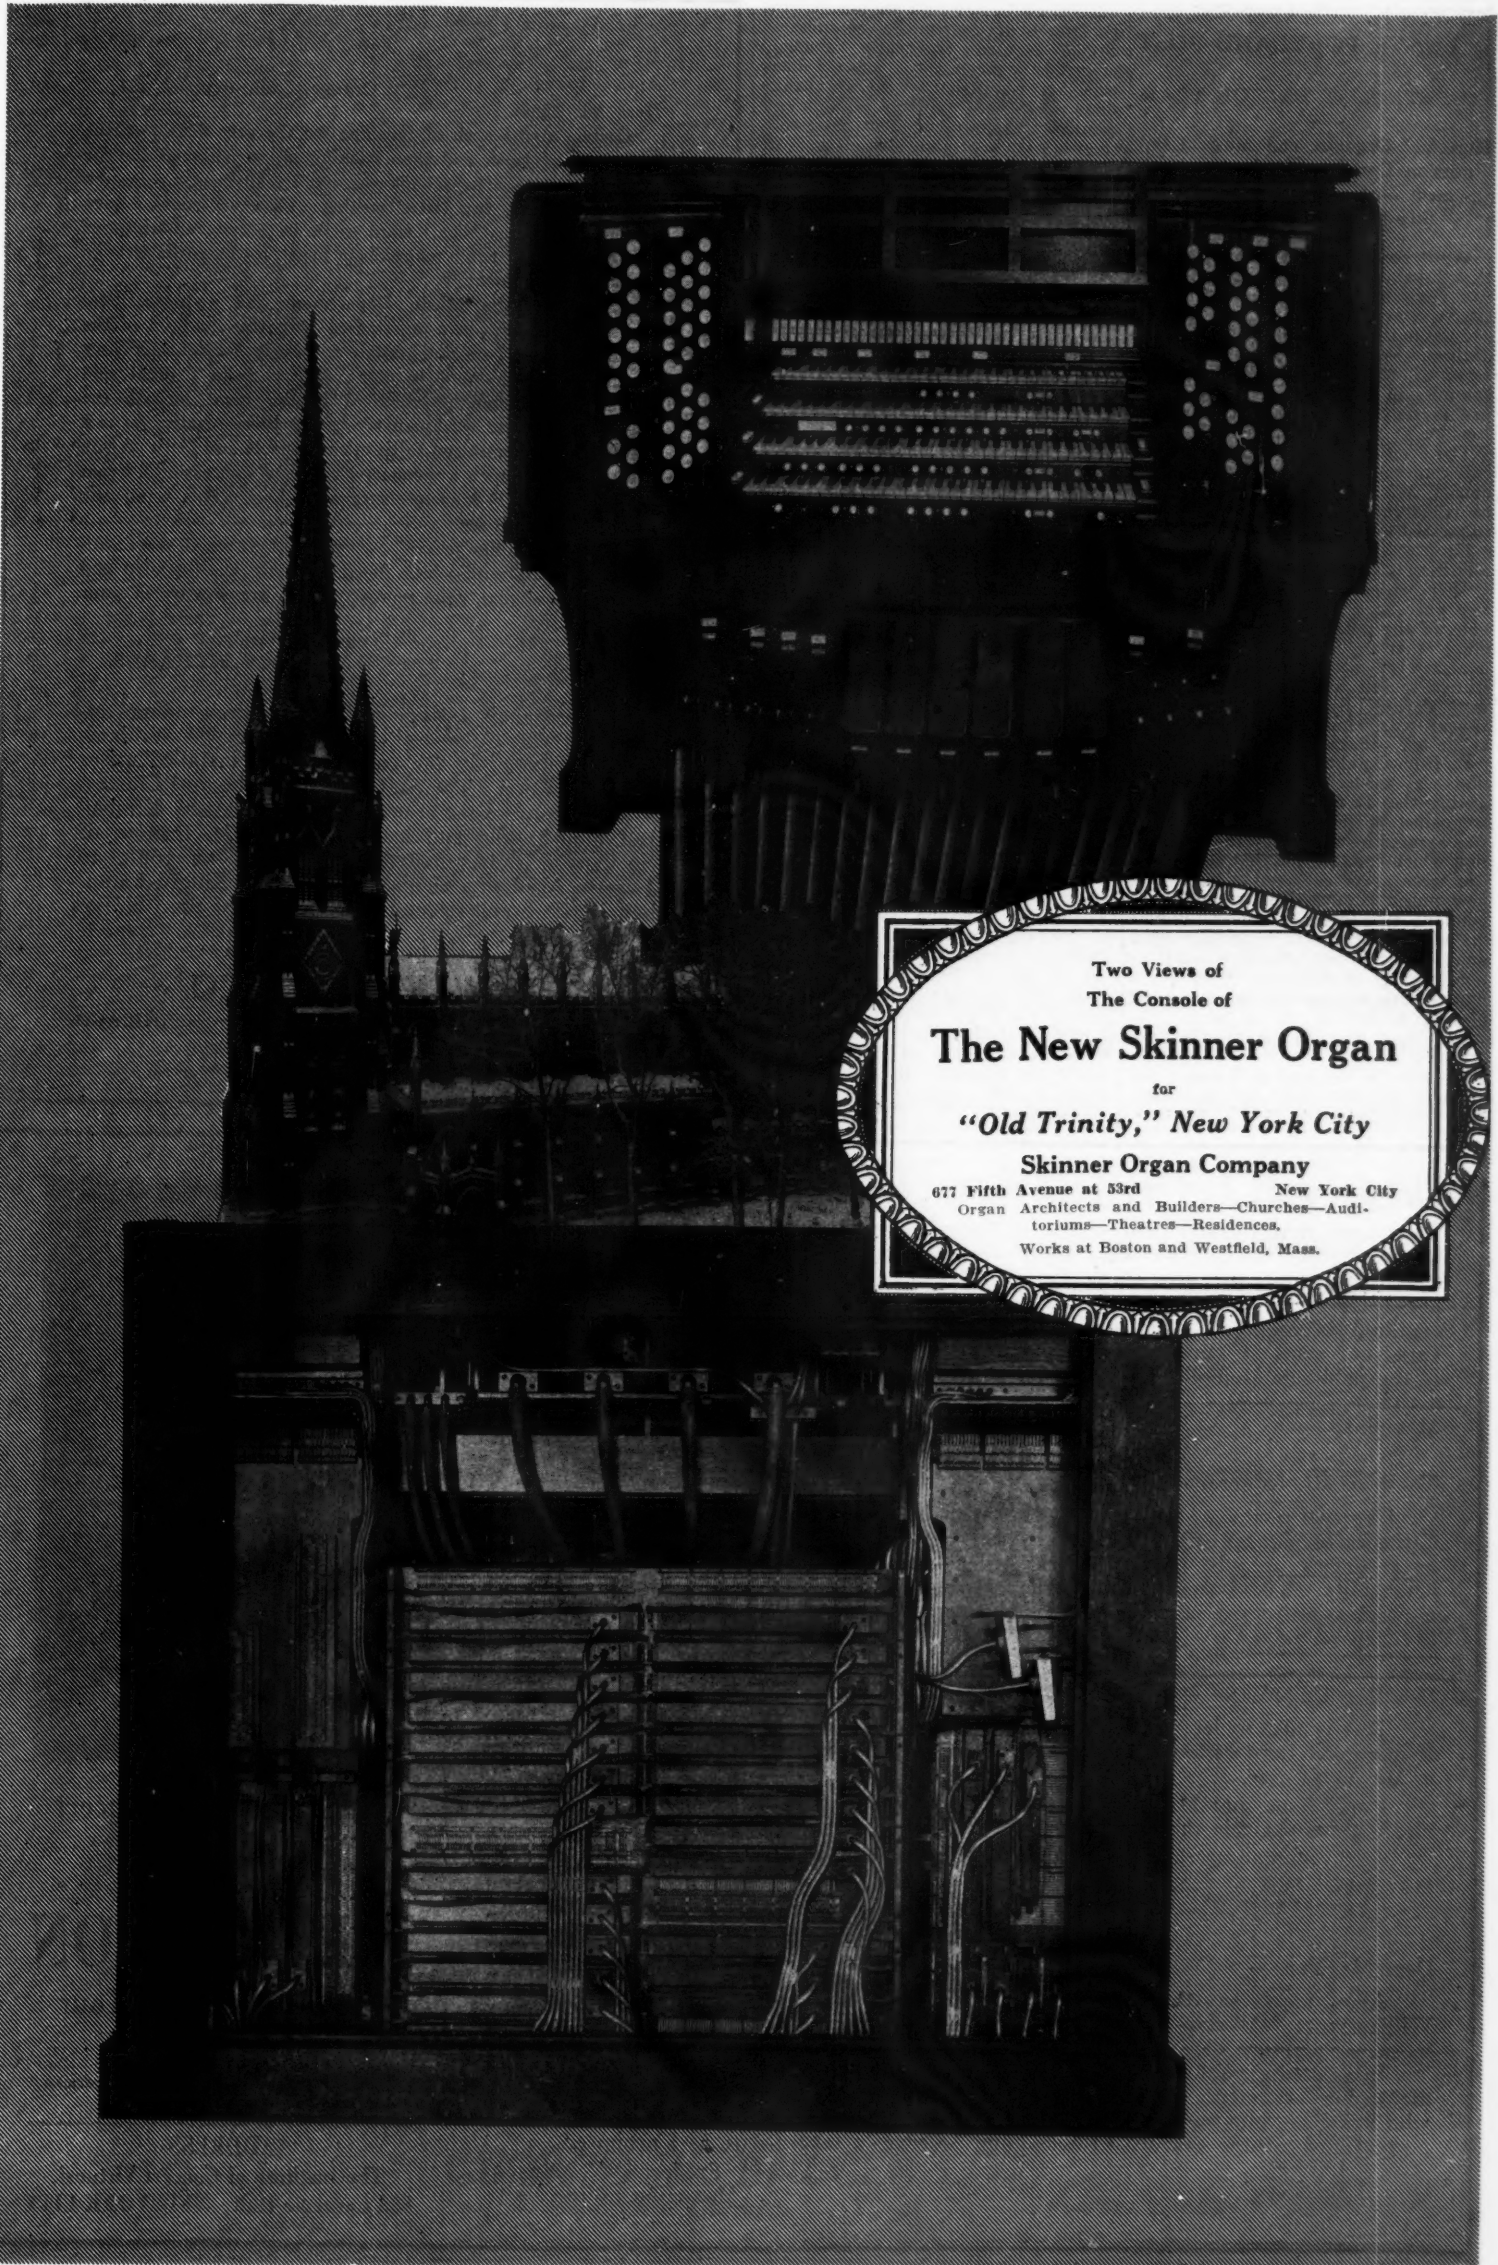 Two Views of
The Console of
The New Skinner Organ
for
“Old Trinity,” New York City
Skinner Organ Company
677 Fifth Avenue at 53rd New York City
Organ Architects and Builders—Churches—Audi-
toriums—Theatres—Residences.
Works at Boston and Westfield, Mass.